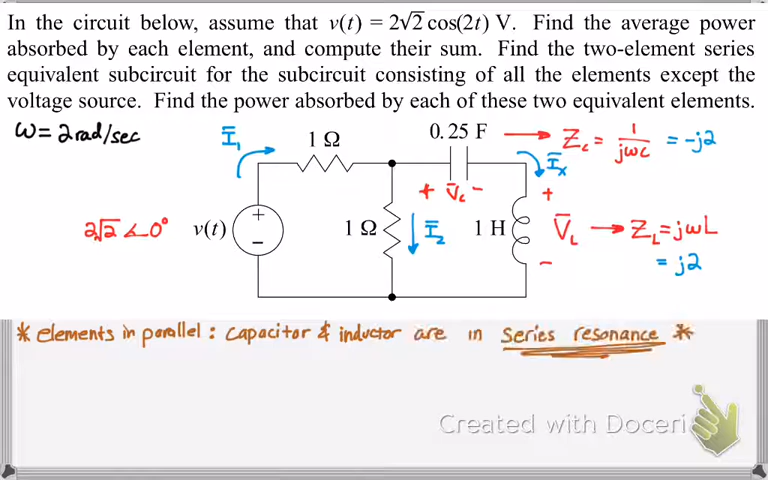 In the circuit below, assume that v(t) = 2√2 cos(2t) V. Find the average power
absorbed by each element, and compute their sum. Find the two-element series
equivalent subcircuit for the subcircuit consisting of all the elements except the
voltage source. Find the power absorbed by each of these two equivalent elements.
ω = 2 rad/sec
Ī₁
1 Ω
0.25 F → Z_C = 1/(jωC) = -j2
Ī_x
+ V̄_C -
2√2 ∠0°
v(t)
+
-
1 Ω
Ī₂
1 H
+
V̄_L
-
→ Z_L = jωL
= j2
* elements in parallel : capacitor & inductor are in series resonance *
Created with Doceri